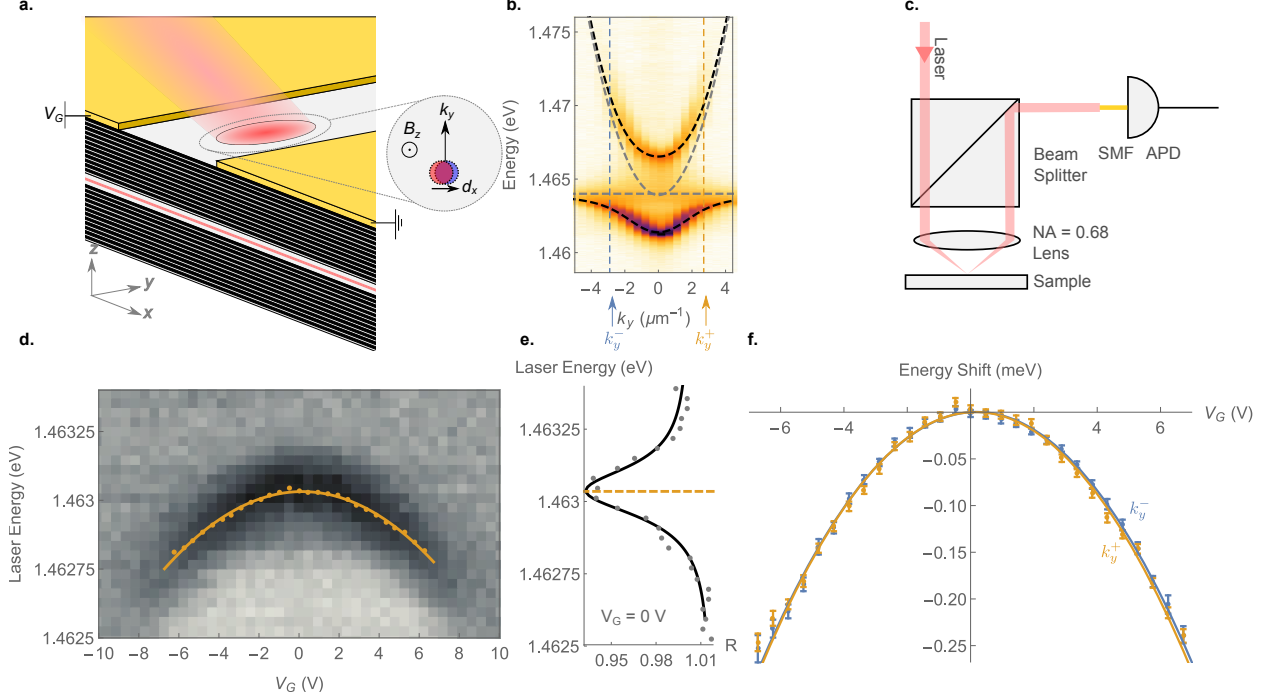 a.
V_G
B_z
k_y
d_x
z
y
x
b.
Energy (eV)
1.475
1.47
1.465
1.46
−4
−2
0
2
4
k_y (μm⁻¹)
k_y⁻
k_y⁺
c.
Laser
Beam
Splitter
SMF
APD
NA = 0.68
Lens
Sample
d.
Laser Energy (eV)
1.46325
1.463
1.46275
1.4625
−10
−8
−6
−4
−2
0
2
4
6
8
10
V_G (V)
e.
Laser Energy (eV)
1.46325
1.463
1.46275
1.4625
V_G = 0 V
R
0.95
0.98
1.01
f.
Energy Shift (meV)
V_G (V)
−6
−4
−2
2
4
6
−0.05
−0.10
−0.15
−0.20
−0.25
k_y⁻
k_y⁺